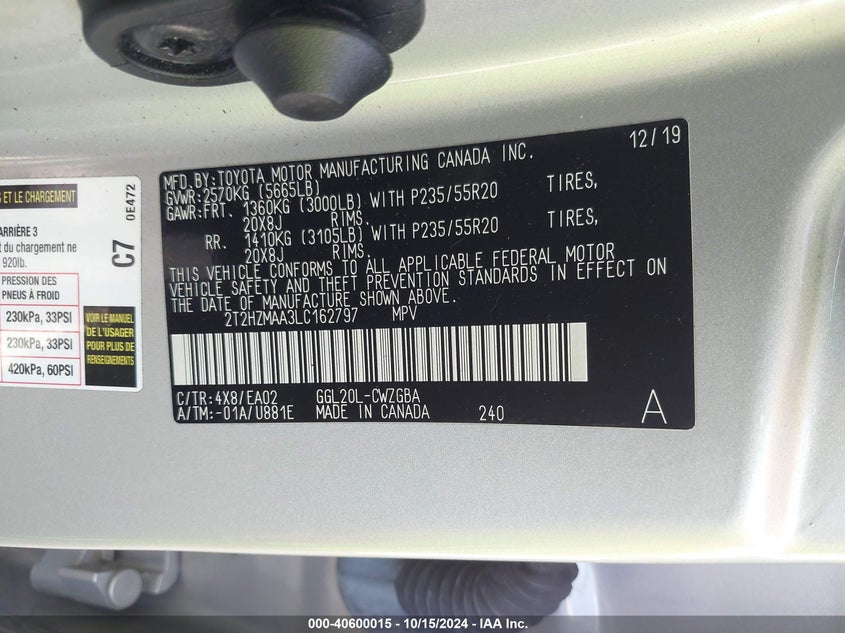 S ET LE CHARGEMENT
0E472
ARRIÈRE 3
t du chargement ne
920lb.
C7
PRESSION DES
PNEUS À FROID
230kPa, 33PSI
230kPa, 33PSI
420kPa, 60PSI
VOIR LE MANUEL
DE L'USAGER
POUR PLUS DE
RENSEIGNEMENTS
12/19
MFD.BY:TOYOTA MOTOR MANUFACTURING CANADA INC.
GVWR:2570KG (5665LB)
GAWR:FRT. 1360KG (3000LB) WITH P235/55R20 TIRES,
20X8J RIMS.
RR. 1410KG (3105LB) WITH P235/55R20 TIRES,
20X8J RIMS.
THIS VEHICLE CONFORMS TO ALL APPLICABLE FEDERAL MOTOR
VEHICLE SAFETY AND THEFT PREVENTION STANDARDS IN EFFECT ON
THE DATE OF MANUFACTURE SHOWN ABOVE.
2T2HZMAA3LC162797 MPV
C/TR:4X8/EA02 GGL20L-CWZGBA
A/TM:-01A/U881E MADE IN CANADA 240 A
000-40600015 - 10/15/2024 - IAA Inc.